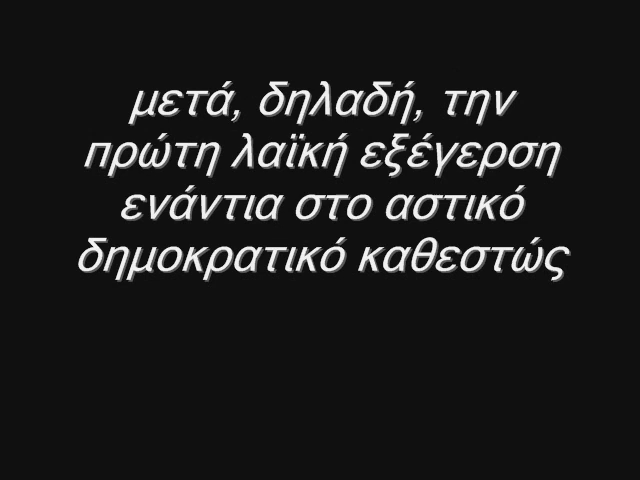 μετά, δηλαδή, την
πρώτη λαϊκή εξέγερση
ενάντια στο αστικό
δημοκρατικό καθεστώς